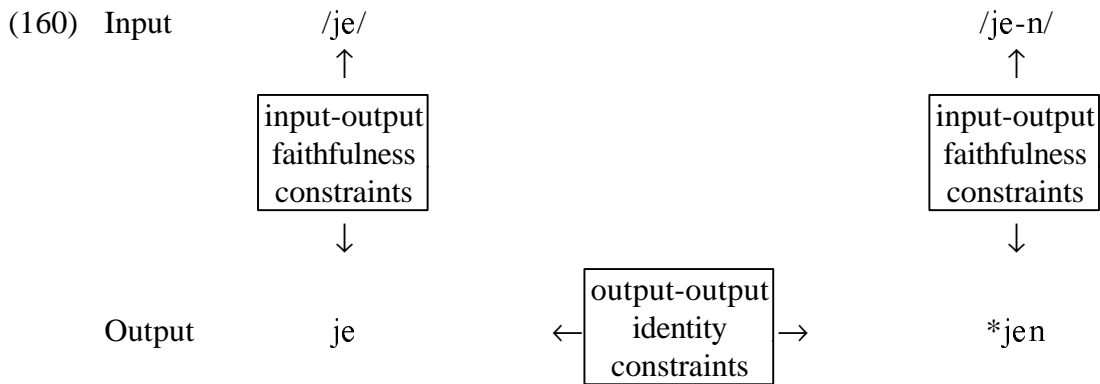 (160) Input /je/ /je-n/
↑ ↑
input-output input-output
faithfulness faithfulness
constraints constraints
↓ ↓
output-output
Output je ← identity → *jen
constraints